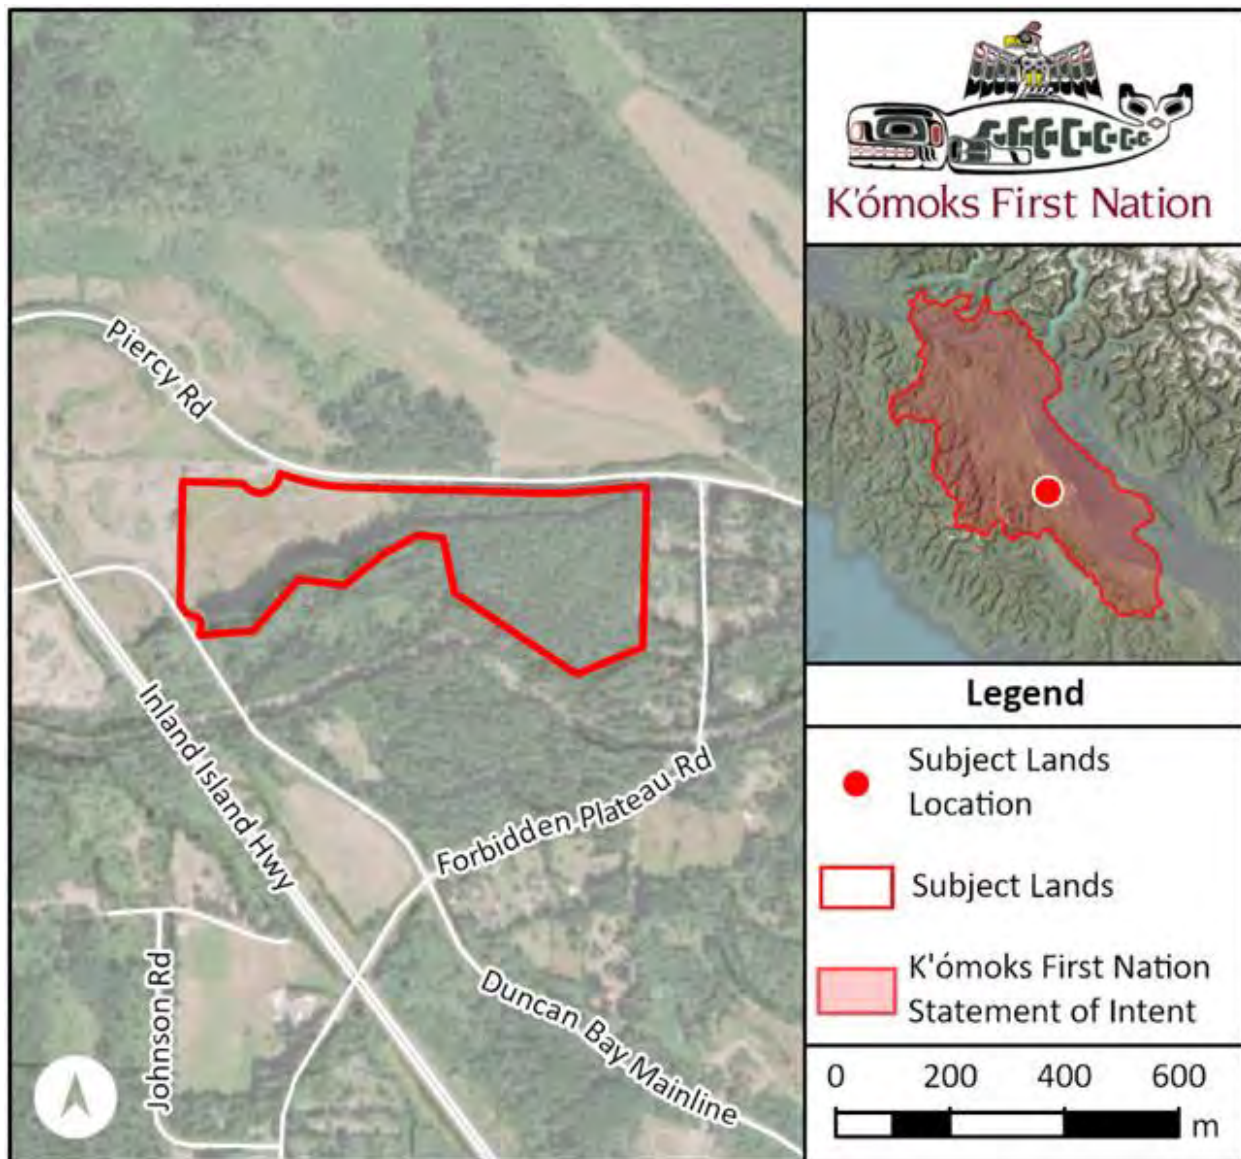 K'ómoks First Nation
Piercy Rd
Inland Island Hwy
Forbidden Plateau Rd
Johnson Rd
Duncan Bay Mainline
Legend
Subject Lands
Location
Subject Lands
K'ómoks First Nation
Statement of Intent
0 200 400 600
m